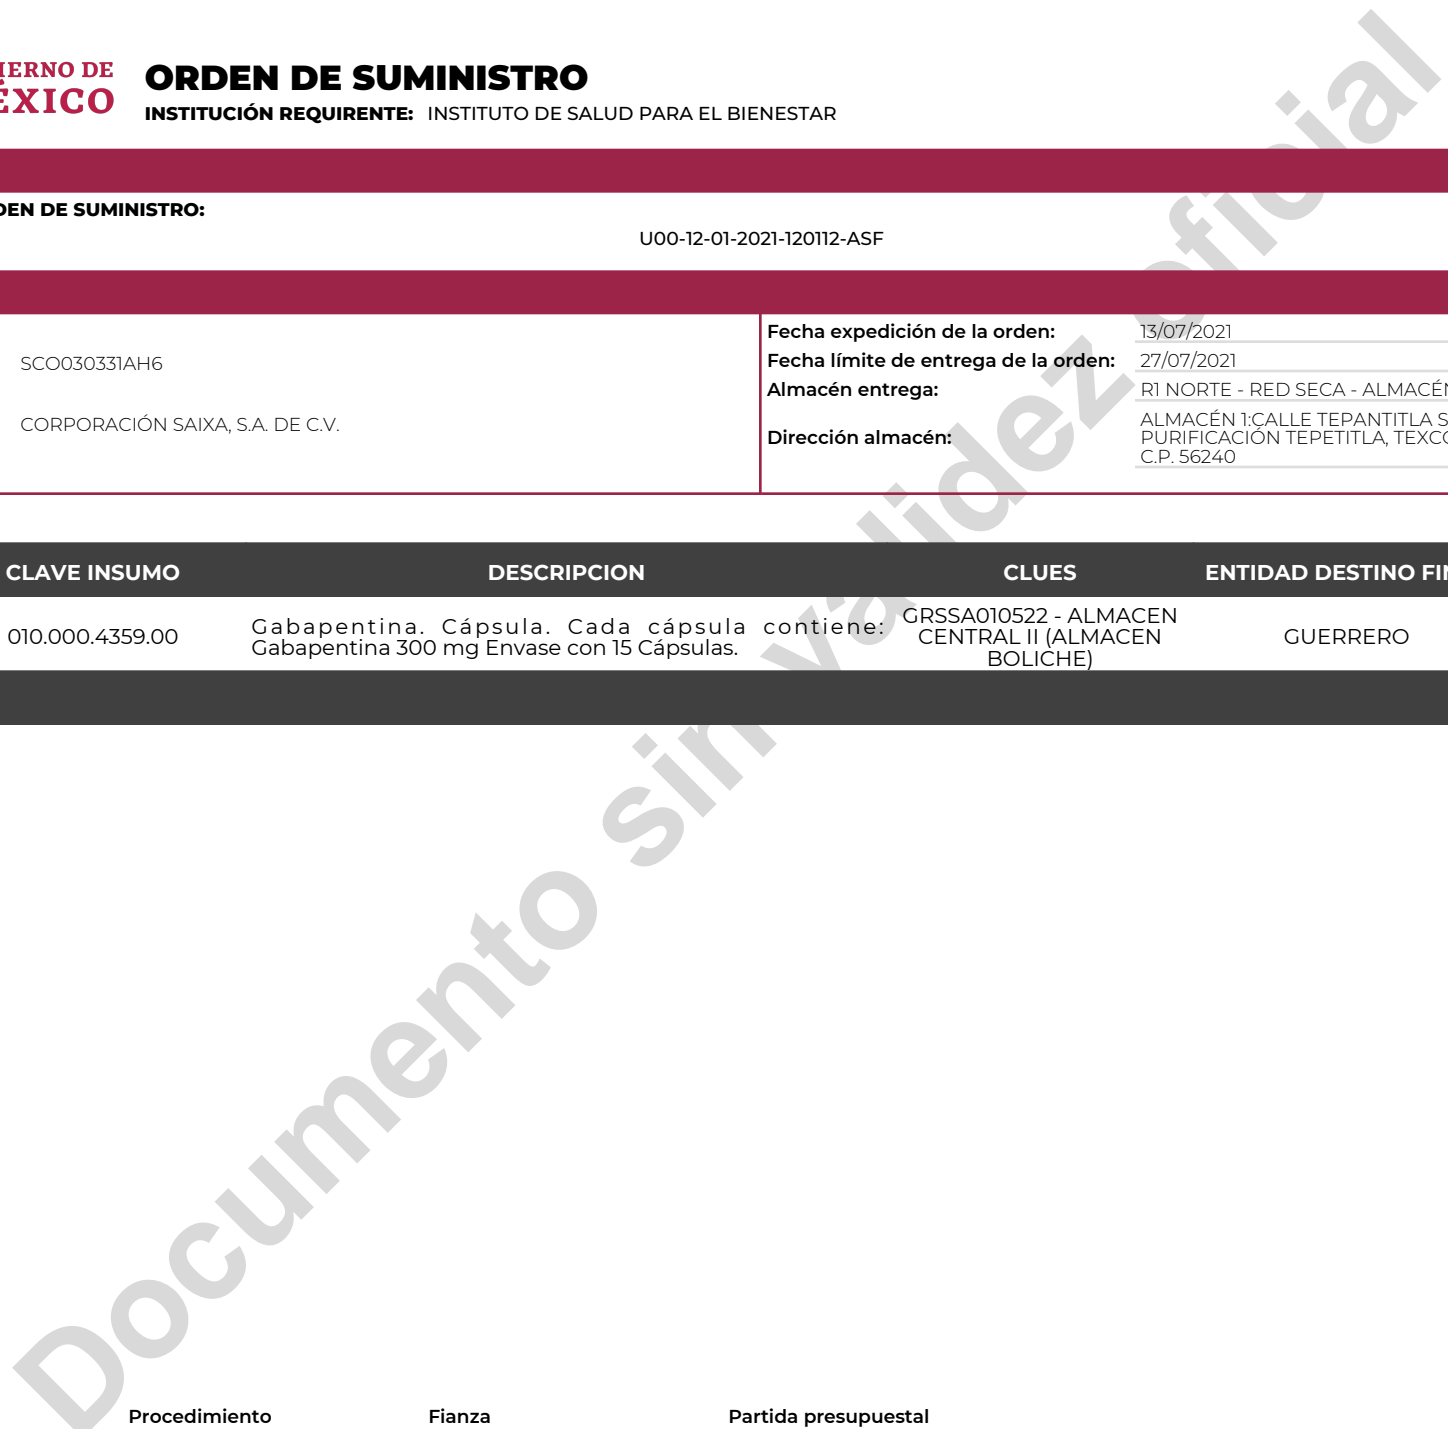 ORDEN DE SUMINISTRO
INSTITUCIÓN REQUIRENTE: INSTITUTO DE SALUD PARA EL BIENESTAR
DE
XICO
DE SUMINISTRO:
U00-12-01-2021-120112-ASF
SCO030331AH6
CORPORACIÓN SAIXA, S.A. DE C.V.
Fecha expedición de la orden: 13/07/2021
Fecha límite de entrega de la orden: 27/07/2021
Almacén entrega: R1 NORTE - RED SECA - ALMACÉN
Dirección almacén: ALMACÉN 1:CALLE TEPANTITLA S
PURIFICACIÓN TEPETITLA, TEXCO
C.P. 56240
CLAVE INSUMO DESCRIPCION CLUES ENTIDAD DESTINO FIN
010.000.4359.00
Gabapentina. Cápsula. Cada cápsula contiene:
Gabapentina 300 mg Envase con 15 Cápsulas.
GRSSA010522 - ALMACEN
CENTRAL II (ALMACEN
BOLICHE)
GUERRERO
Documento sin validez oficial
Procedimiento Fianza Partida presupuestal